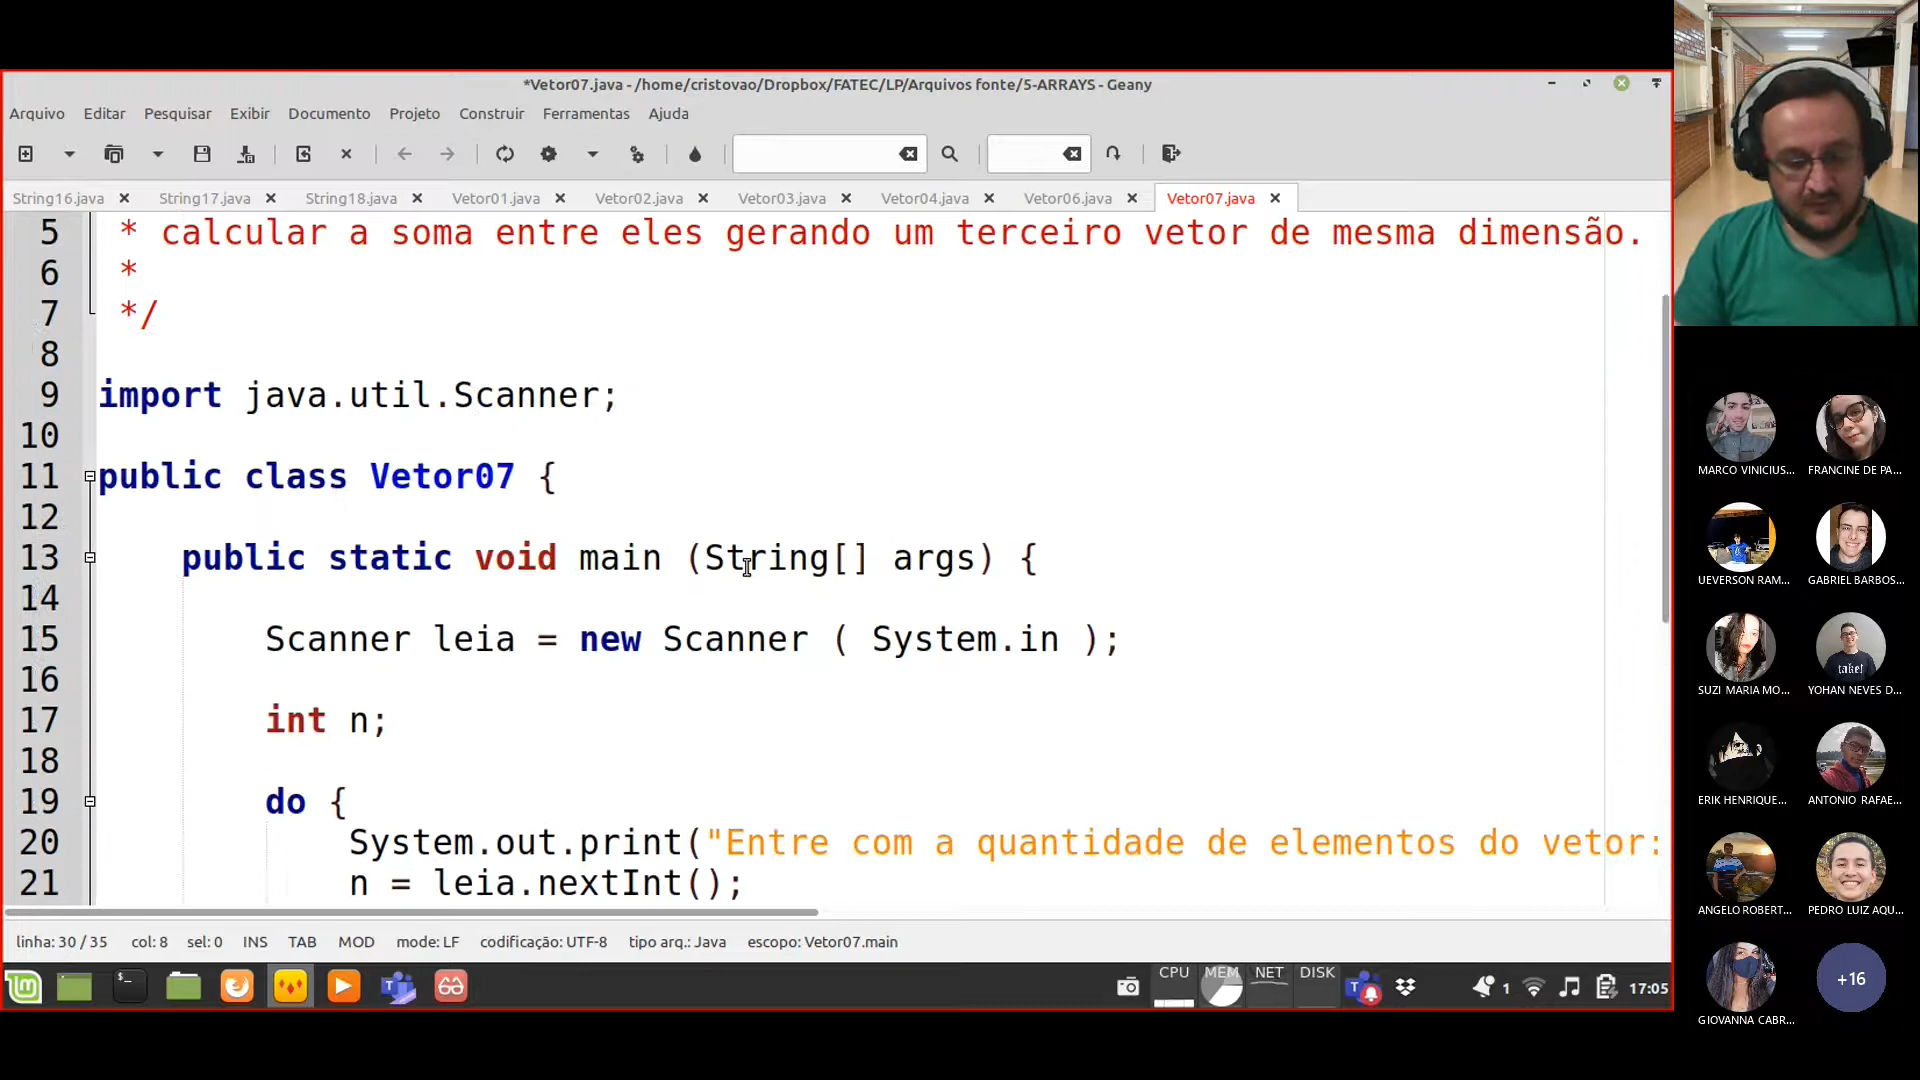 *Vetor07.java - /home/cristovao/Dropbox/FATEC/LP/Arquivos fonte/5-ARRAYS - Geany
Arquivo Editar Pesquisar Exibir Documento Projeto Construir Ferramentas Ajuda
String16.java String17.java String18.java Vetor01.java Vetor02.java Vetor03.java Vetor04.java Vetor06.java Vetor07.java
5 * calcular a soma entre eles gerando um terceiro vetor de mesma dimensão.
6 *
7 */
8
9 import java.util.Scanner;
10
11 public class Vetor07 {
12
13 public static void main (String[] args) {
14
15 Scanner leia = new Scanner ( System.in );
16
17 int n;
18
19 do {
20 System.out.print("Entre com a quantidade de elementos do vetor:
21 n = leia.nextInt();
linha: 30 / 35 col: 8 sel: 0 INS TAB MOD mode: LF codificação: UTF-8 tipo arq.: Java escopo: Vetor07.main
CPU MEM NET DISK 1 17:05
MARCO VINICIUS... FRANCINE DE PA...
UEVERSON RAM... GABRIEL BARBOS...
taket
SUZI MARIA MO... YOHAN NEVES D...
ERIK HENRIQUE... ANTONIO RAFAE...
ANGELO ROBERT... PEDRO LUIZ AQU...
+16
GIOVANNA CABR...